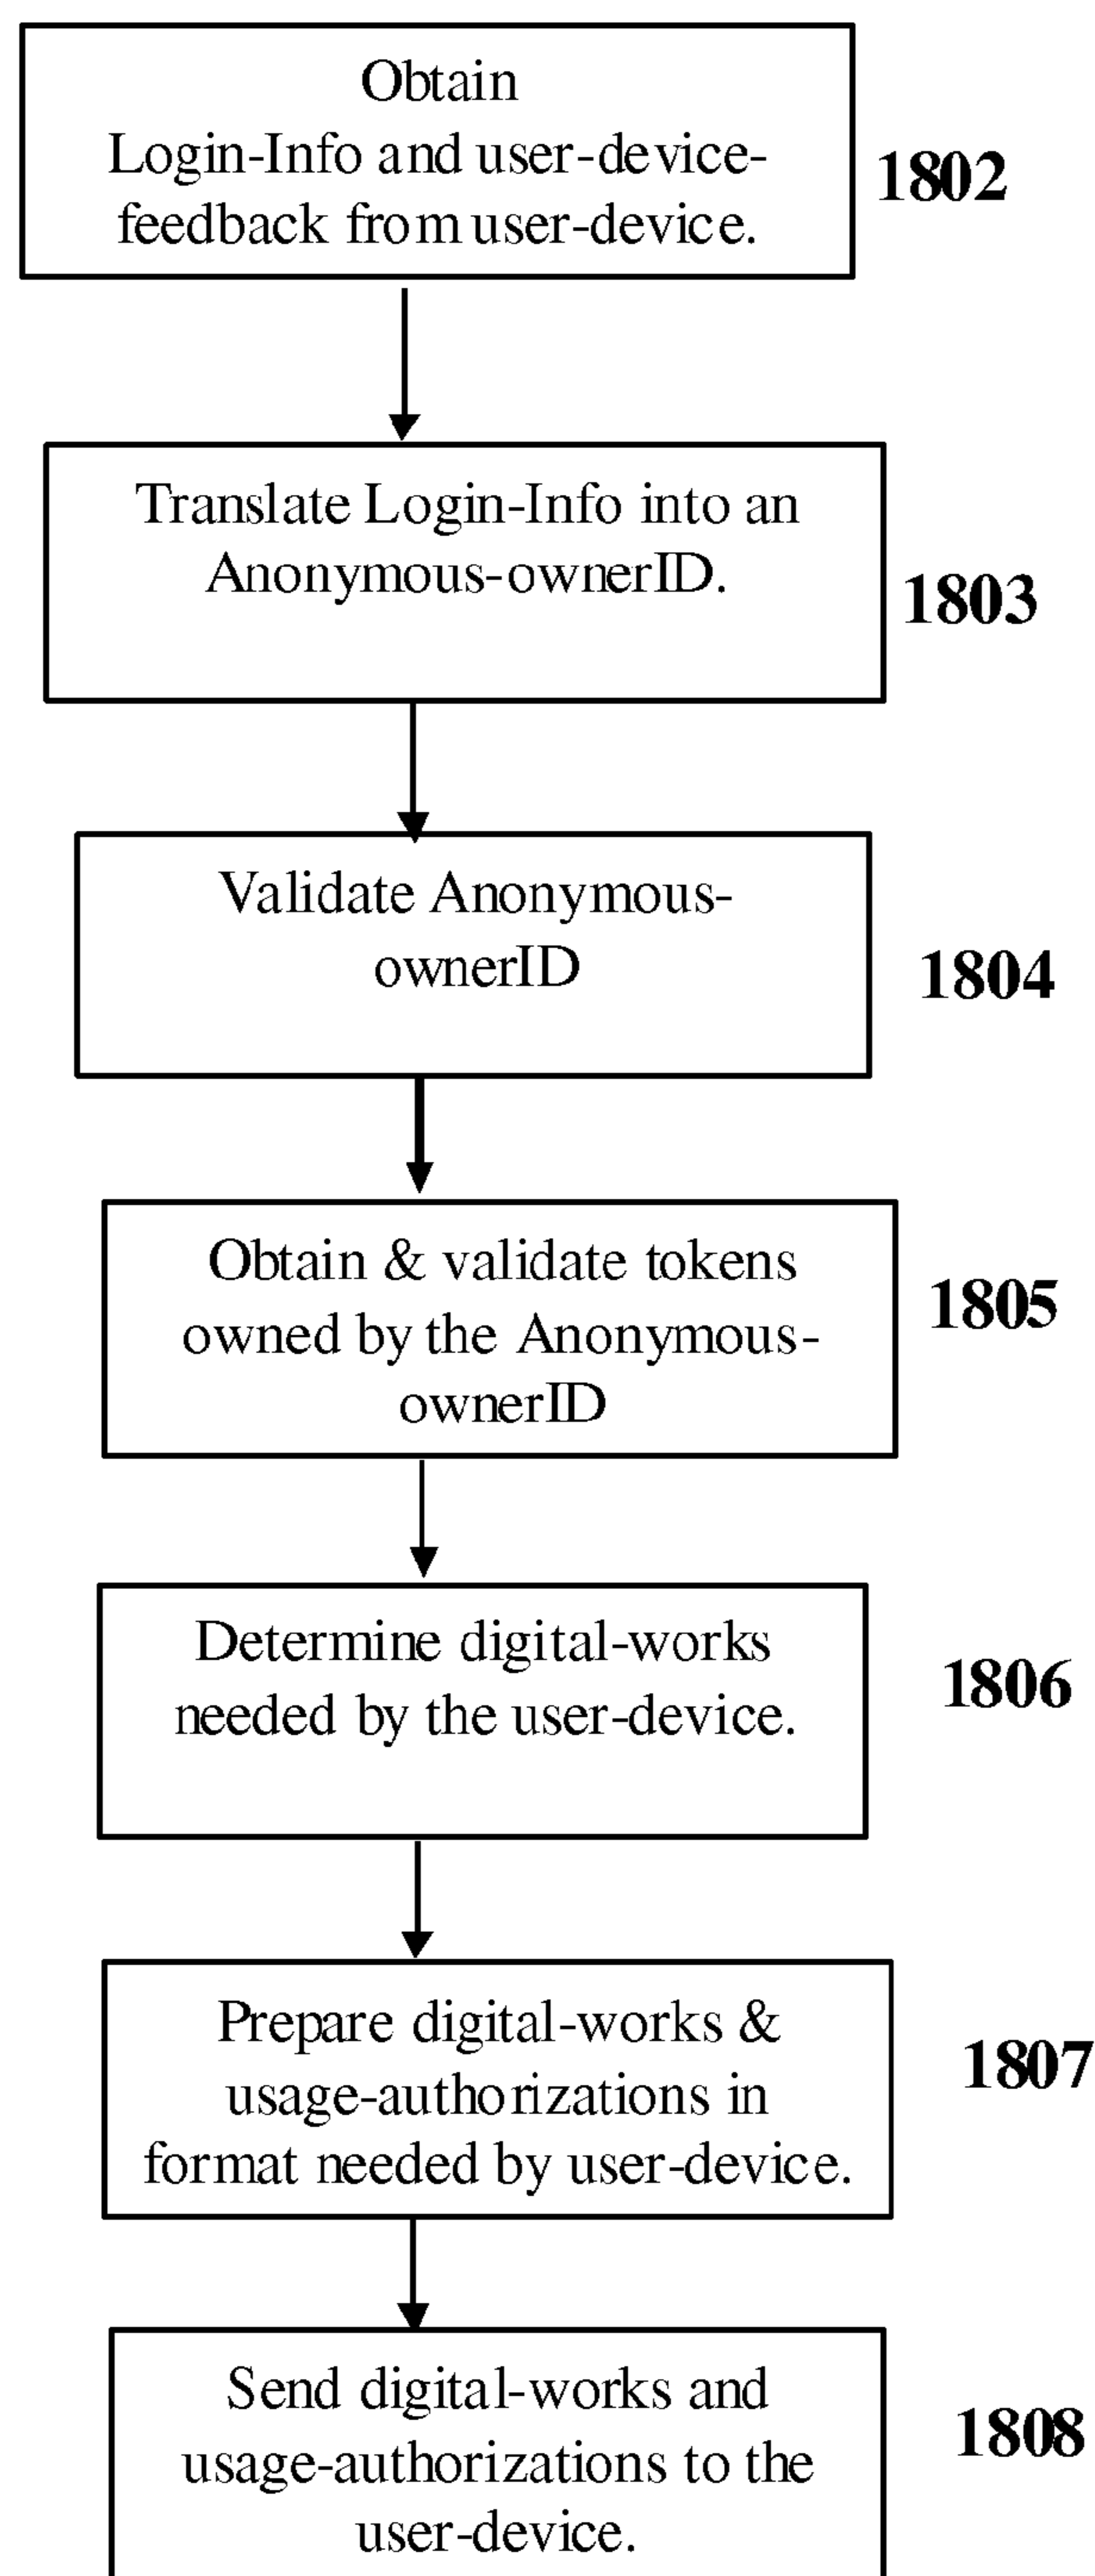 Obtain
Login-Info and user-device-
feedback from user-device.
1802
Translate Login-Info into an
Anonymous-ownerID.
1803
Validate Anonymous-
ownerID
1804
Obtain & validate tokens
owned by the Anonymous-
ownerID
1805
Determine digital-works
needed by the user-device.
1806
Prepare digital-works &
usage-authorizations in
format needed by user-device.
1807
Send digital-works and
usage-authorizations to the
user-device.
1808